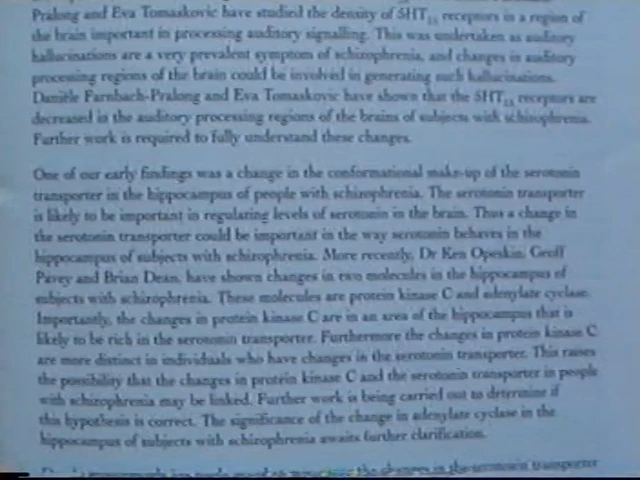 Pralong and Eva Tomaskovic have studied the density of 5HT1A receptors in a region of
the brain important in processing auditory signalling. This was undertaken as auditory
hallucinations are a very prevalent symptom of schizophrenia, and changes in auditory
processing regions of the brain could be involved in generating such hallucinations.
Danièle Farnbach-Pralong and Eva Tomaskovic have shown that the 5HT1A receptors are
decreased in the auditory processing regions of the brains of subjects with schizophrenia.
Further work is required to fully understand these changes.
One of our early findings was a change in the conformational make-up of the serotonin
transporter in the hippocampus of people with schizophrenia. The serotonin transporter
is likely to be important in regulating levels of serotonin in the brain. Thus a change in
the serotonin transporter could be important in the way serotonin behaves in the
hippocampus of subjects with schizophrenia. More recently, Dr Ken Opeskin, Geoff
Pavey and Brian Dean, have shown changes in two molecules in the hippocampus of
subjects with schizophrenia. These molecules are protein kinase C and adenylate cyclase.
Importantly, the changes in protein kinase C are in an area of the hippocampus that is
likely to be rich in the serotonin transporter. Furthermore the changes in protein kinase C
are more distinct in individuals who have changes in the serotonin transporter. This raises
the possibility that the changes in protein kinase C and the serotonin transporter in people
with schizophrenia may be linked. Further work is being carried out to determine if
this hypothesis is correct. The significance of the change in adenylate cyclase in the
hippocampus of subjects with schizophrenia awaits further clarification.
the changes in the serotonin transporter